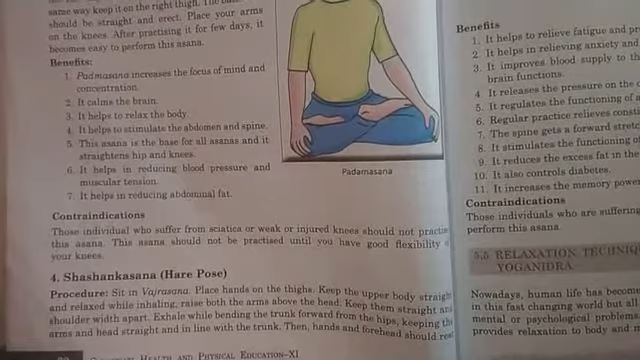 same way keep it on the right thigh. The
should be straight and erect. Place your arms
on the knees. After practising it for few days, it
becomes easy to perform this asana.
Benefits:
1. Padmasana increases the focus of mind and
concentration.
2. It calms the brain.
3. It helps to relax the body.
4. It helps to stimulate the abdomen and spine.
5. This asana is the base for all asanas and it
straightens hip and knees.
6. It helps in reducing blood pressure and
muscular tension.
7. It helps in reducing abdominal fat.
Padamasana
Contraindications
Those individual who suffer from sciatica or weak or injured knees should not practise
this asana. This asana should not be practised until you have good flexibility
your knees.
4. Shashankasana (Hare Pose)
Procedure: Sit in Vajrasana. Place hands on the thighs. Keep the upper body straight
and relaxed while inhaling, raise both the arms above the head. Keep them straight and
shoulder width apart. Exhale while bending the trunk forward from the hips, keeping the
arms and head straight and in line with the trunk. Then, hands and forehead should rest
HEALTH AND PHYSICAL EDUCATION-XI
Benefits
1. It helps to relieve fatigue and
2. It helps in relieving anxiety and
3. It improves blood supply to the
brain functions.
4. It releases the pressure on the
5. It regulates the functioning of
6. Regular practice relieves
7. The spine gets a forward
8. It stimulates the functioning
9. It reduces the excess fat in the
10. It also controls diabetes.
11. It increases the memory power
Contraindications
Those individuals who are suffering
perform this asana.
5.5 RELAXATION
YOGANIDRA
Nowadays, human life has become
in this fast changing world but all
mental or psychological problems.
provides relaxation to body and